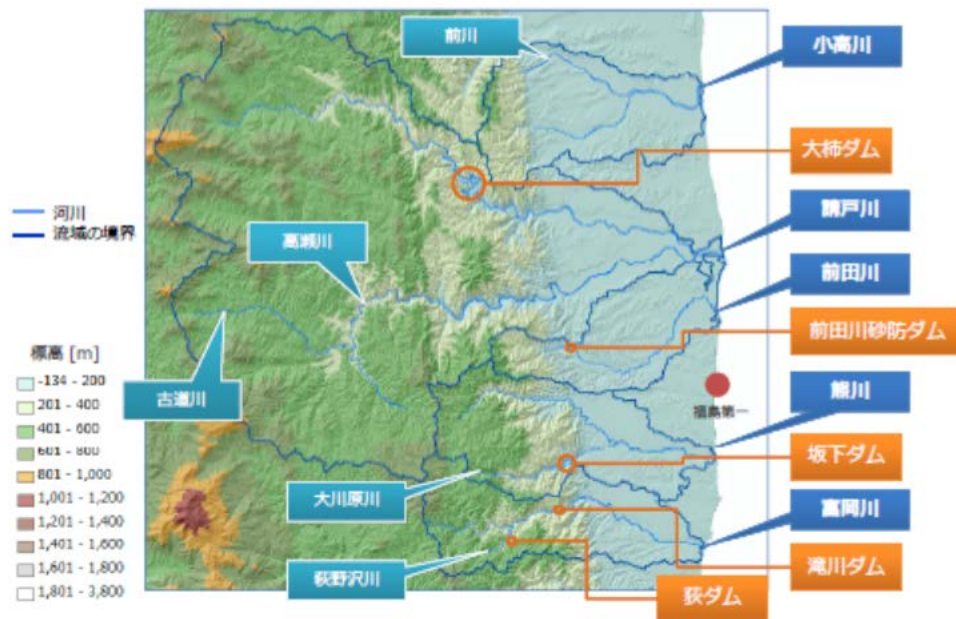 前川
小高川
大柿ダム
請戸川
河川
流域の境界
高瀬川
前田川
前田川砂防ダム
標高 [m]
-134 - 200
201 - 400
401 - 600
601 - 800
801 - 1,000
1,001 - 1,200
1,201 - 1,400
1,401 - 1,600
1,601 - 1,800
1,801 - 3,800
古道川
福島第一
熊川
坂下ダム
大川原川
富岡川
滝川ダム
荻野沢川
荻ダム